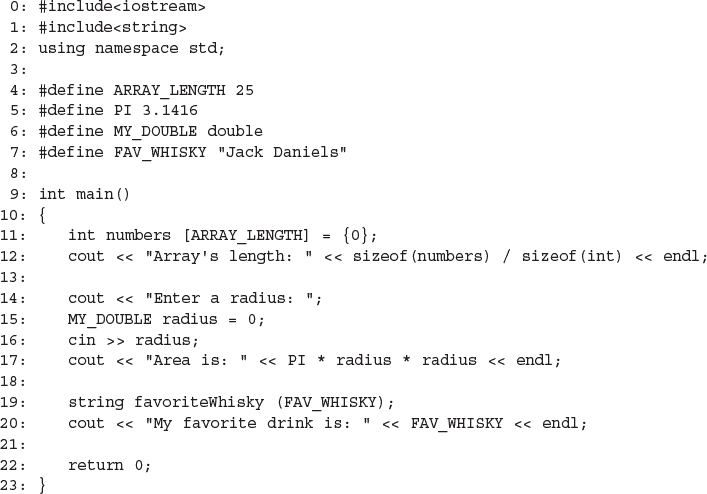 0: #include<iostream>
1: #include<string>
2: using namespace std;
3:
4: #define ARRAY_LENGTH 25
5: #define PI 3.1416
6: #define MY_DOUBLE double
7: #define FAV_WHISKY "Jack Daniels"
8:
9: int main()
10: {
11:    int numbers [ARRAY_LENGTH] = {0};
12:    cout << "Array's length: " << sizeof(numbers) / sizeof(int) << endl;
13:
14:    cout << "Enter a radius: ";
15:    MY_DOUBLE radius = 0;
16:    cin >> radius;
17:    cout << "Area is: " << PI * radius * radius << endl;
18:
19:    string favoriteWhisky (FAV_WHISKY);
20:    cout << "My favorite drink is: " << FAV_WHISKY << endl;
21:
22:    return 0;
23: }